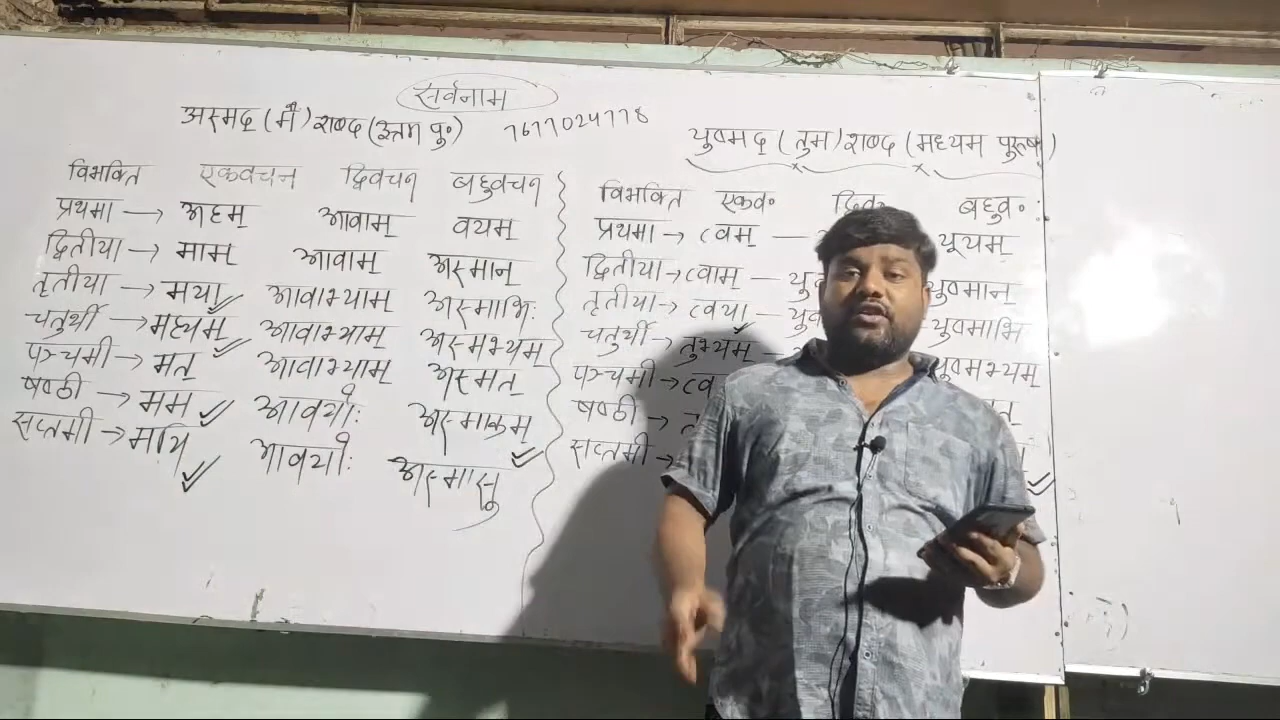 सर्वनाम
अस्मद् (मैं) शब्द (उत्तम पु०) 7677024778
विभक्ति एकवचन द्विवचन बहुवचन
प्रथमा → अहम् आवाम् वयम्
द्वितीया → माम् आवाम् अस्मान्
तृतीया → मया आवाभ्याम् अस्माभिः
चतुर्थी → मह्यम् आवाभ्याम् अस्मभ्यम्
पञ्चमी → मत् आवाभ्याम् अस्मत्
षष्ठी → मम आवयोः अस्माकम्
सप्तमी → मयि आवयोः अस्मासु
युष्मद् (तुम) शब्द (मध्यम पुरुष)
विभक्ति एकव० द्विव० बहुव०
प्रथमा → त्वम् — यूयम्
द्वितीया → त्वाम् — युष्मान्
तृतीया → त्वया — युष्माभि
चतुर्थी → तुभ्यम् — युष्मभ्यम्
पञ्चमी →
षष्ठी →
सप्तमी →